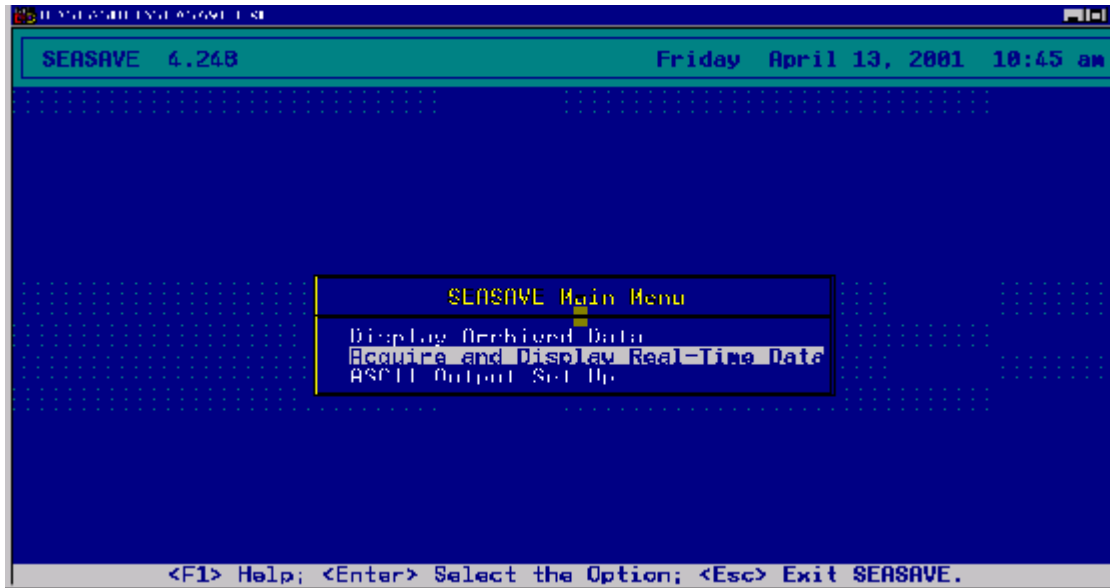 SEASAVE 4.248 Friday April 13, 2001 10:45 am
SEASAVE Main Menu
Display Archived Data
Acquire and Display Real-Time Data
ASCII Output Set Up
<F1> Help; <Enter> Select the Option; <Esc> Exit SEASAVE.